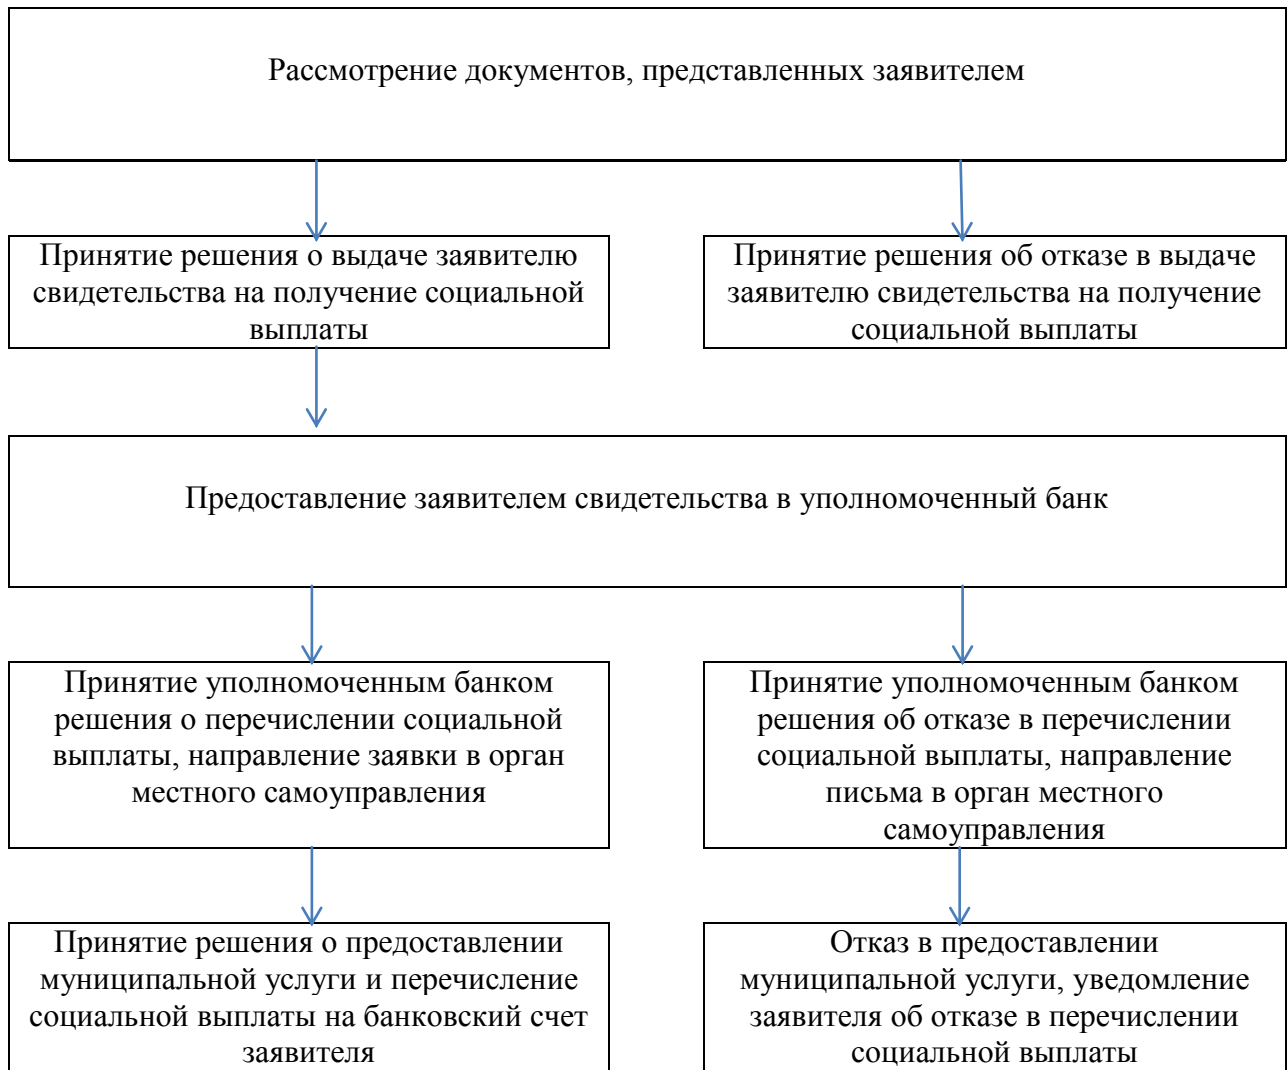 Рассмотрение документов, представленных заявителем
Принятие решения о выдаче заявителю
свидетельства на получение социальной
выплаты
Принятие решения об отказе в выдаче
заявителю свидетельства на получение
социальной выплаты
Предоставление заявителем свидетельства в уполномоченный банк
Принятие уполномоченным банком
решения о перечислении социальной
выплаты, направление заявки в орган
местного самоуправления
Принятие уполномоченным банком
решения об отказе в перечислении
социальной выплаты, направление
письма в орган местного
самоуправления
Принятие решения о предоставлении
муниципальной услуги и перечисление
социальной выплаты на банковский счет
заявителя
Отказ в предоставлении
муниципальной услуги, уведомление
заявителя об отказе в перечислении
социальной выплаты